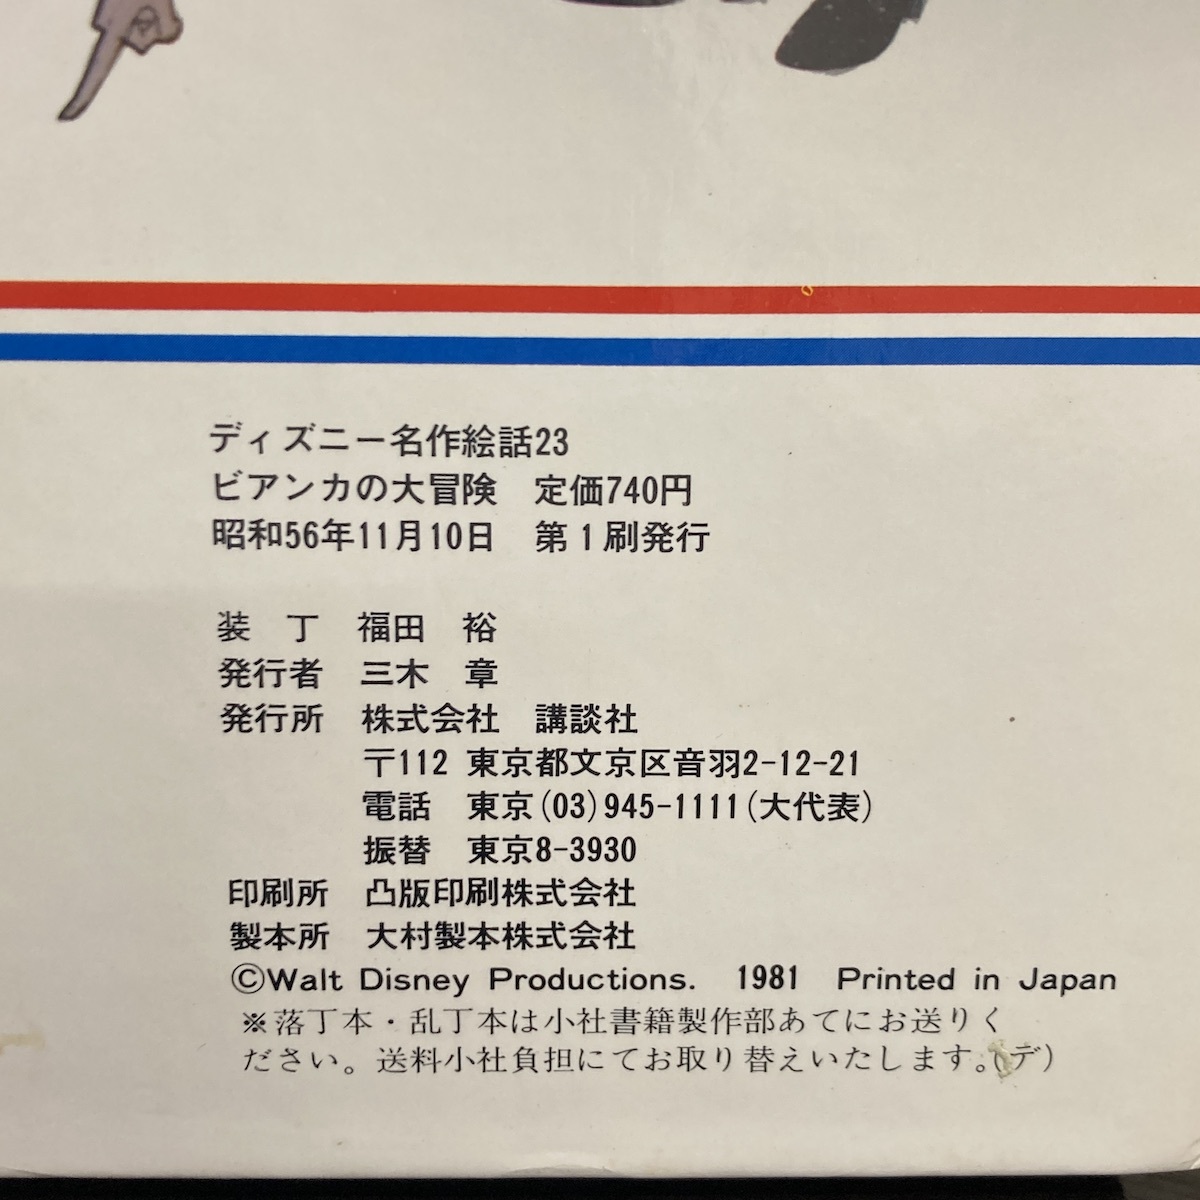 ディズニー名作絵話23
ビアンカの大冒険　定価740円
昭和56年11月10日　第1刷発行
装　丁　福田　裕
発行者　三木　章
発行所　株式会社　講談社
〒112 東京都文京区音羽2-12-21
電話　東京(03)945-1111(大代表)
振替　東京8-3930
印刷所　凸版印刷株式会社
製本所　大村製本株式会社
©Walt Disney Productions.　1981　Printed in Japan
※落丁本・乱丁本は小社書籍製作部あてにお送りく
ださい。送料小社負担にてお取り替えいたします。(デ)